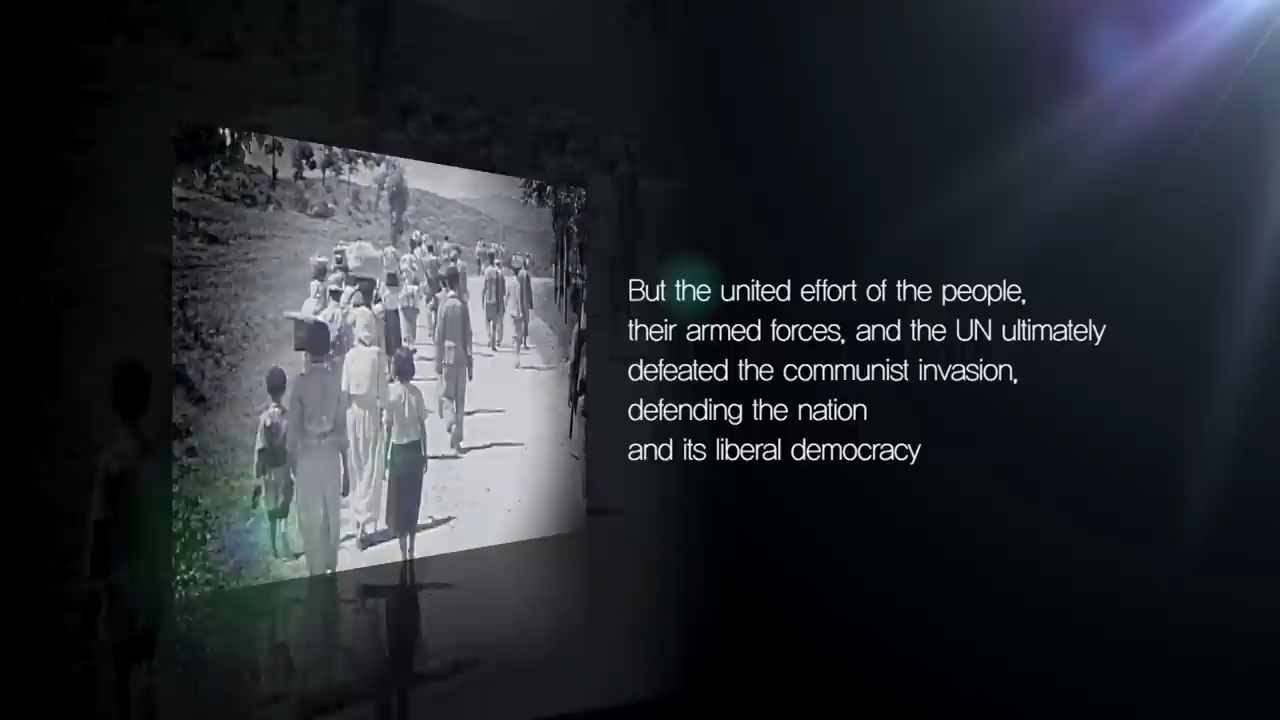 But the united effort of the people,
their armed forces, and the UN ultimately
defeated the communist invasion,
defending the nation
and its liberal democracy